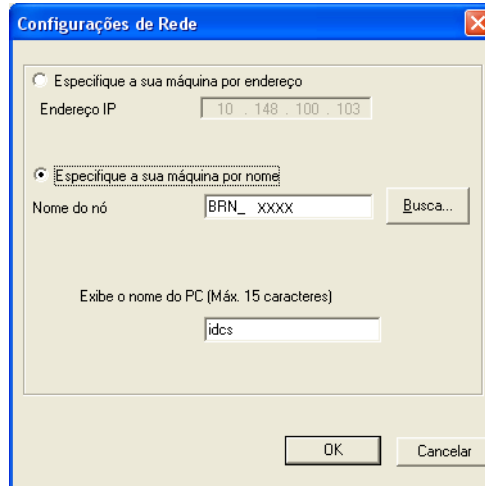 Configurações de Rede
Especifique a sua máquina por endereço
Endereço IP 10 . 148 . 100 . 103
Especifique a sua máquina por nome
Nome do nó BRN_ xxxx Busca...
Exibe o nome do PC (Máx. 15 caracteres)
idcs
OK Cancelar